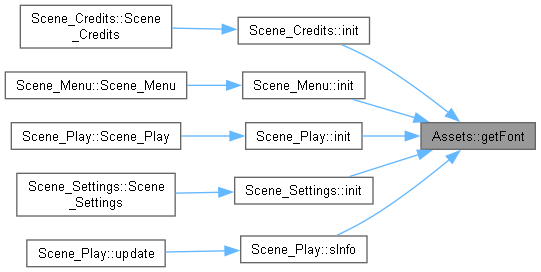 Scene_Credits::Scene
_Credits
Scene_Credits::init
Scene_Menu::Scene_Menu
Scene_Menu::init
Scene_Play::Scene_Play
Scene_Play::init
Assets::getFont
Scene_Settings::Scene
_Settings
Scene_Settings::init
Scene_Play::update
Scene_Play::sInfo